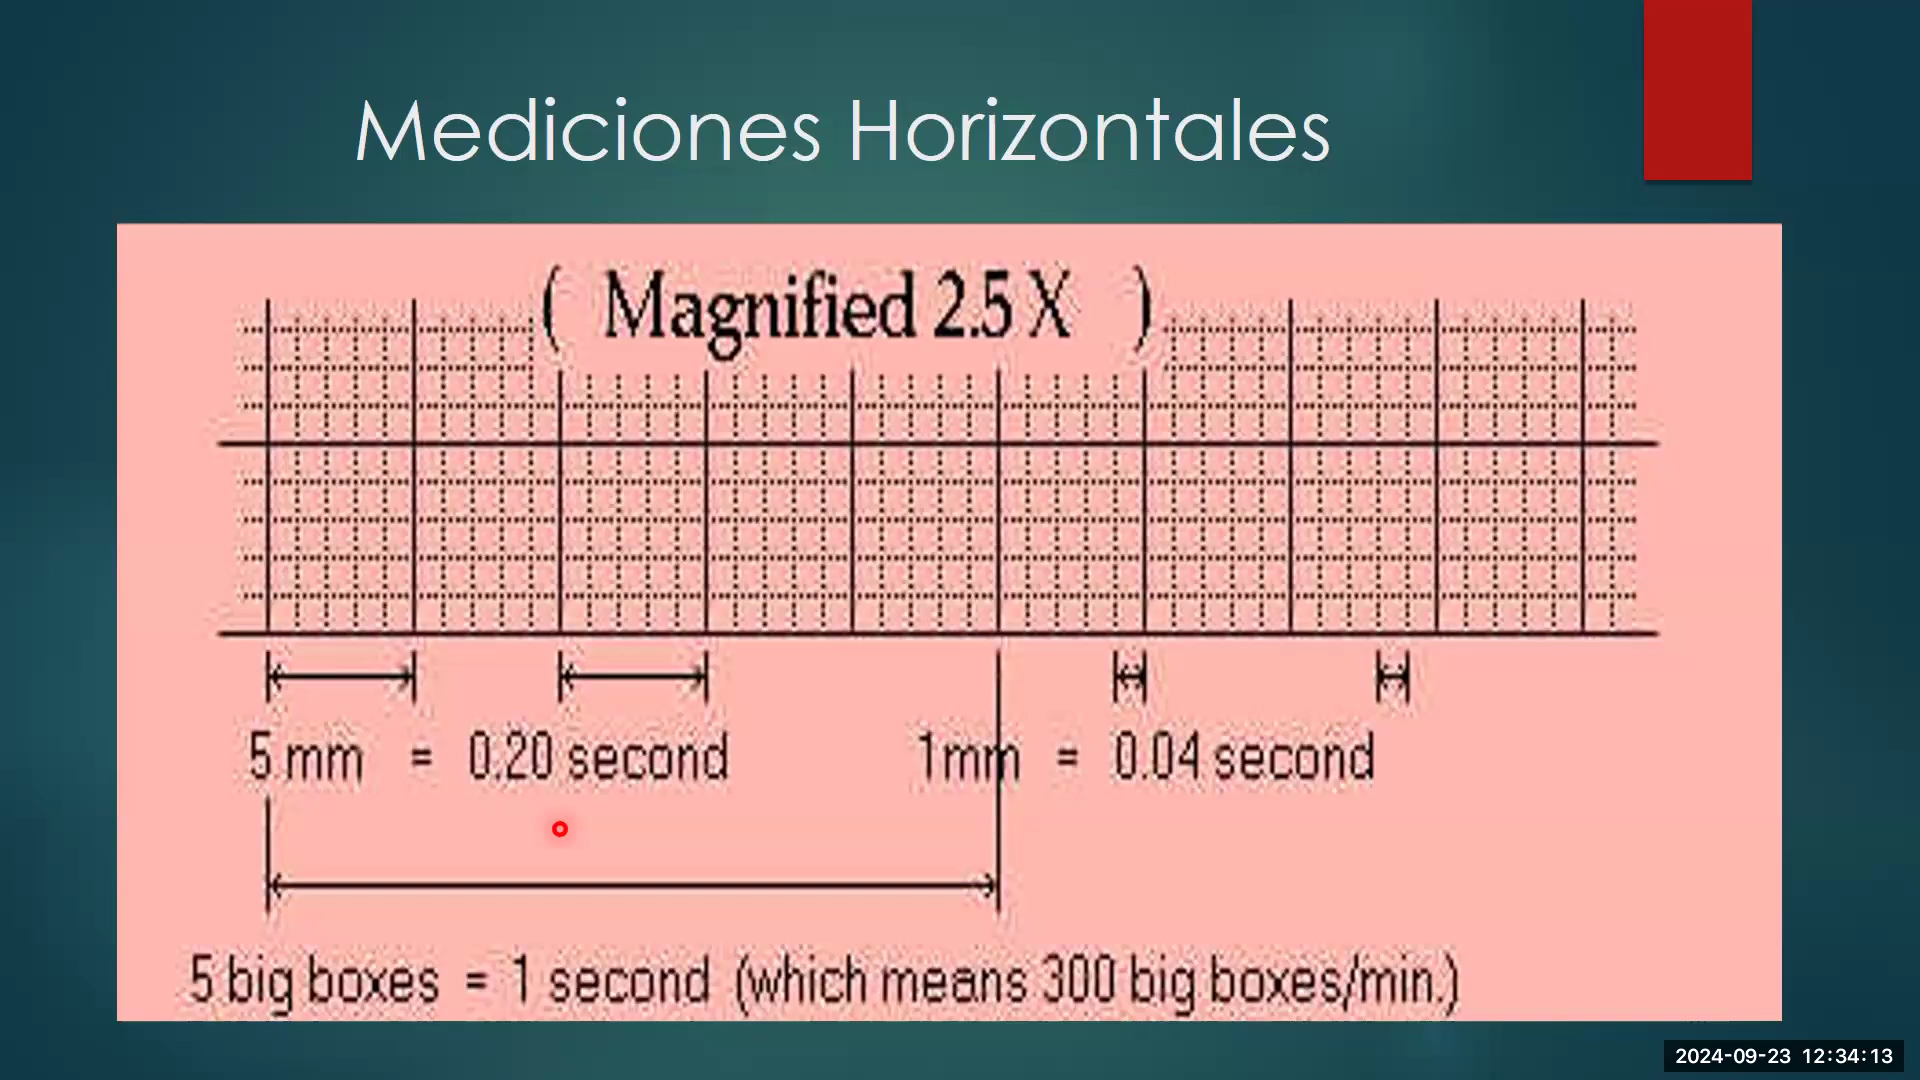 Mediciones Horizontales
( Magnified 2.5 X )
5 mm = 0.20 second 1mm = 0.04 second
5 big boxes = 1 second (which means 300 big boxes/min.)
2024-09-23 12:34:13